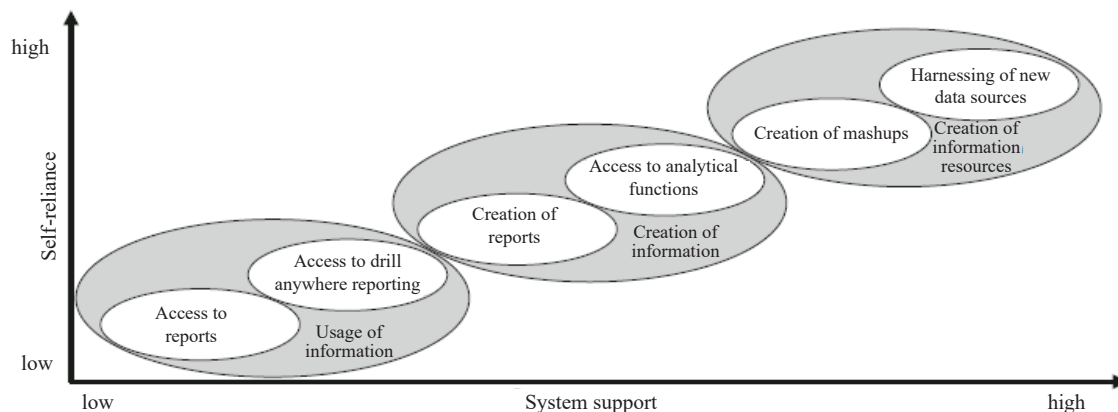 high
Harnessing of new
data sources
Creation of mashups
Creation of
information
resources
Access to analytical
functions
Creation of
reports
Creation of
information
Self-reliance
Access to drill
anywhere reporting
Access to
reports
Usage of
information
low
low
System support
high